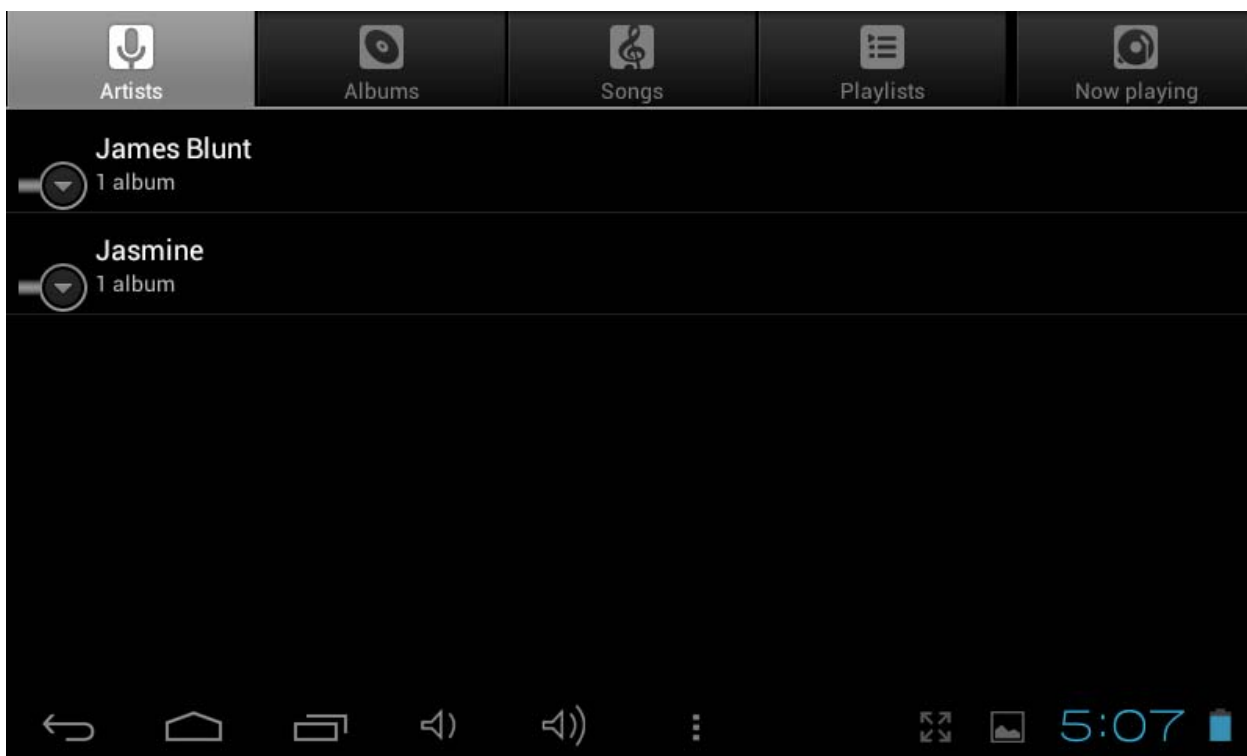 Artists
Albums
Songs
Playlists
Now playing
James Blunt
1 album
Jasmine
1 album
5:07